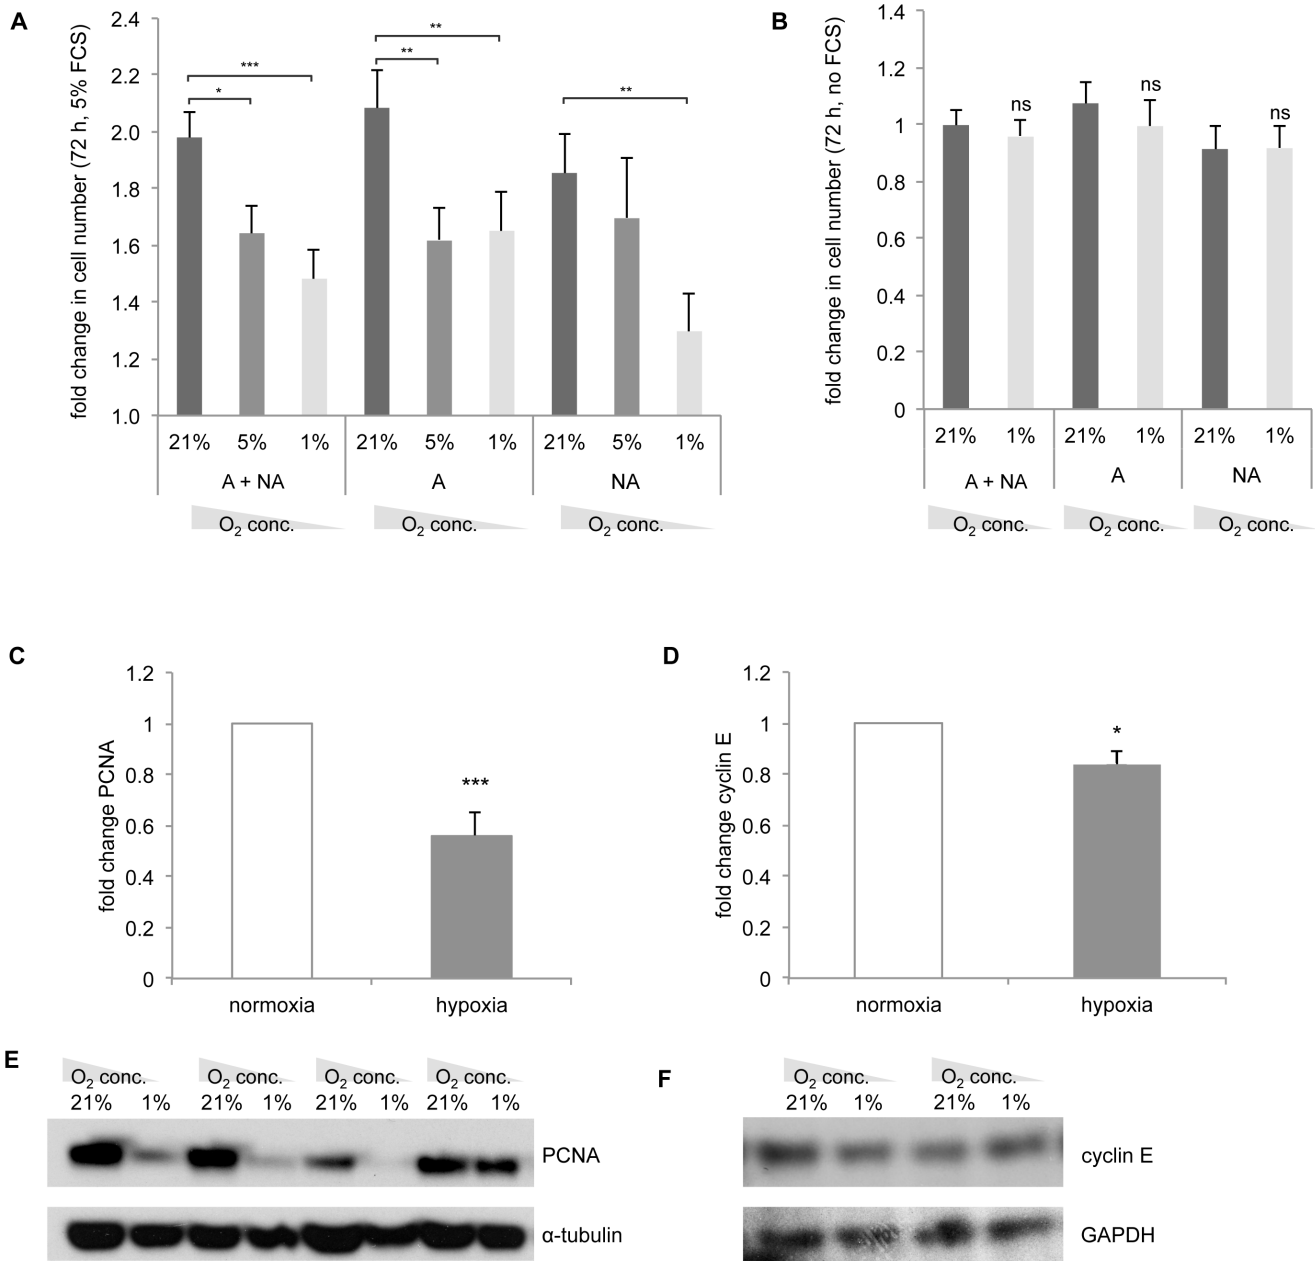 A
fold change in cell number (72 h, 5% FCS)
2.4
2.2
2.0
1.8
1.6
1.4
1.2
1.0
***
*
**
**
**
21% 5% 1% 21% 5% 1% 21% 5% 1%
A + NA A NA
O2 conc. O2 conc. O2 conc.
B
fold change in cell number (72 h, no FCS)
1.4
1.2
1
0.8
0.6
0.4
0.2
0
ns ns ns
21% 1% 21% 1% 21% 1%
A + NA A NA
O2 conc. O2 conc. O2 conc.
C
fold change PCNA
1.2
1
0.8
0.6
0.4
0.2
0
***
normoxia hypoxia
D
fold change cyclin E
1.2
1
0.8
0.6
0.4
0.2
0
*
normoxia hypoxia
E
O2 conc. O2 conc. O2 conc. O2 conc.
21% 1% 21% 1% 21% 1% 21% 1%
PCNA
α-tubulin
F
O2 conc. O2 conc.
21% 1% 21% 1%
cyclin E
GAPDH